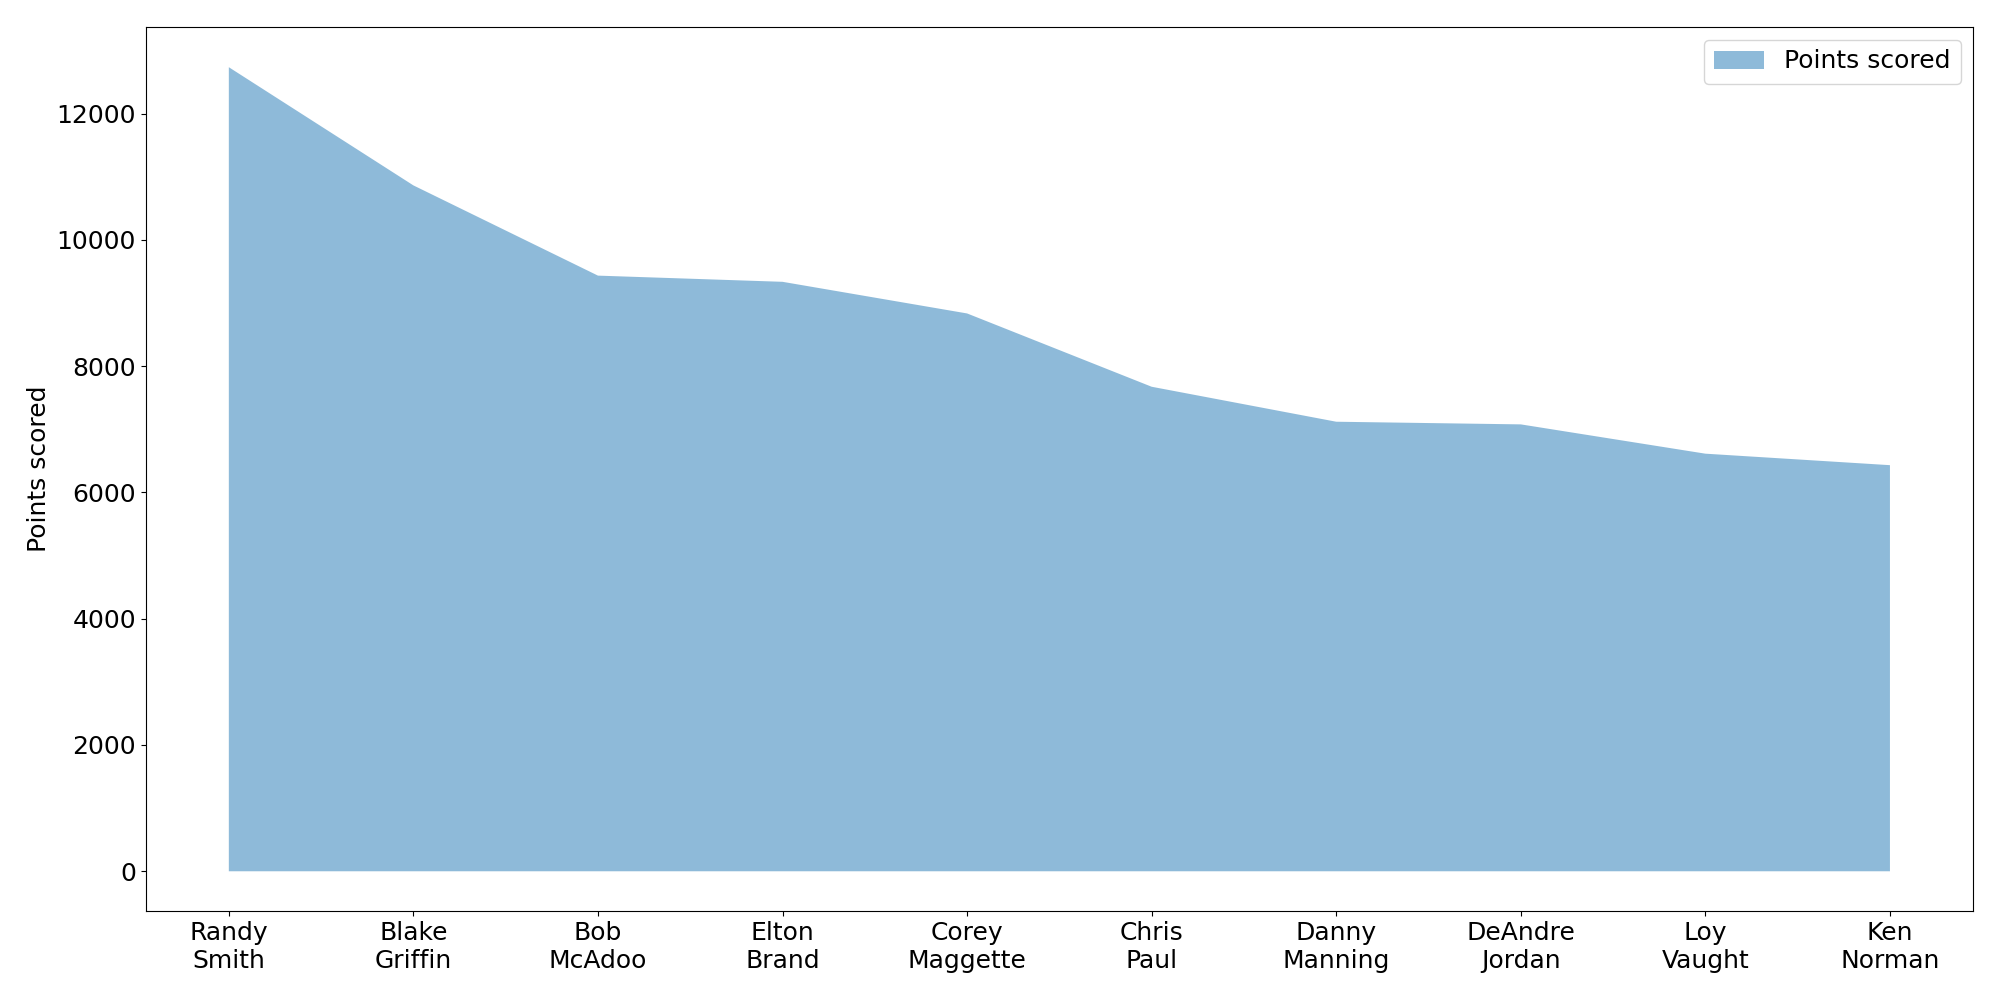 Points scored
12000
10000
8000
6000
4000
2000
0
Points scored
Randy
Smith
Blake
Griffin
Bob
McAdoo
Elton
Brand
Corey
Maggette
Chris
Paul
Danny
Manning
DeAndre
Jordan
Loy
Vaught
Ken
Norman